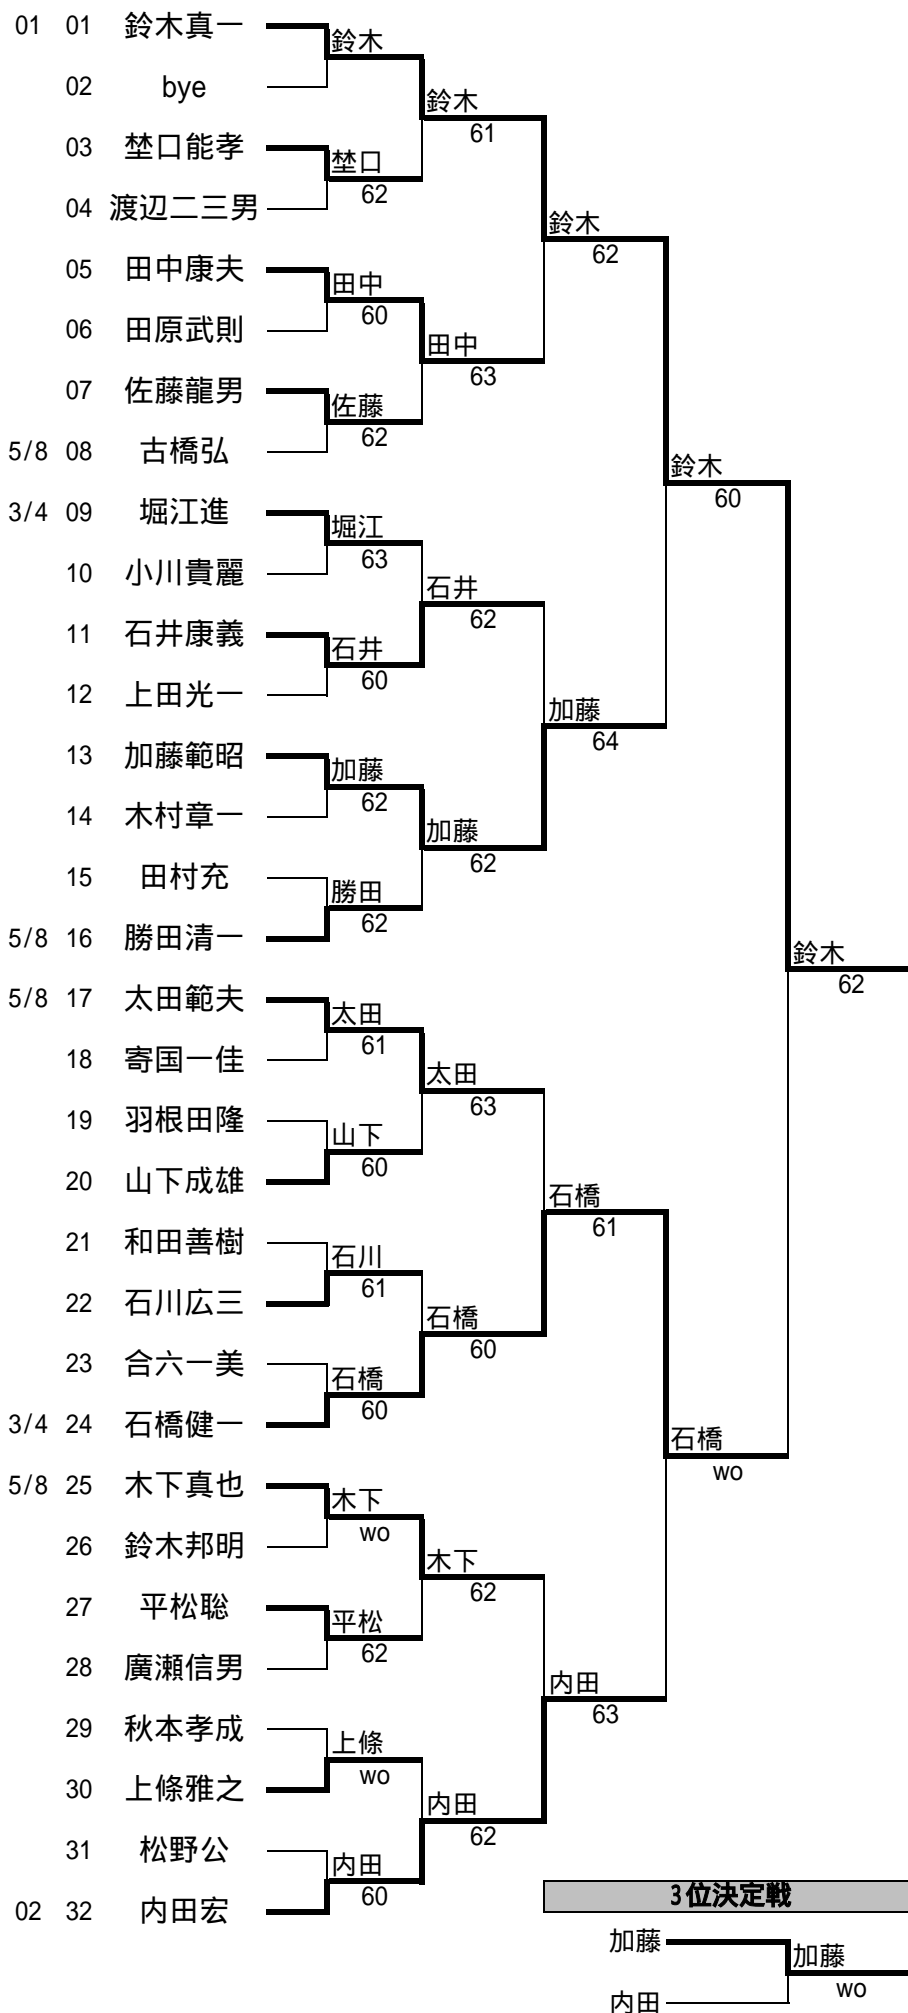 01 01 鈴木真一
鈴木
02 bye
鈴木
61
03 埜口能孝
埜口
62
04 渡辺二三男
鈴木
62
05 田中康夫
田中
60
06 田原武則
田中
63
07 佐藤龍男
佐藤
62
5/8 08 古橋弘
鈴木
60
3/4 09 堀江進
堀江
63
10 小川貴麗
石井
62
11 石井康義
石井
60
12 上田光一
加藤
64
13 加藤範昭
加藤
62
14 木村章一
加藤
62
15 田村充
勝田
62
5/8 16 勝田清一
鈴木
62
5/8 17 太田範夫
太田
61
18 寄国一佳
太田
63
19 羽根田隆
山下
60
20 山下成雄
石橋
61
21 和田善樹
石川
61
22 石川広三
石橋
60
23 合六一美
石橋
60
3/4 24 石橋健一
石橋
wo
5/8 25 木下真也
木下
wo
26 鈴木邦明
木下
62
27 平松聡
平松
62
28 廣瀬信男
内田
63
29 秋本孝成
上條
wo
30 上條雅之
内田
62
31 松野公
内田
60
02 32 内田宏
3位決定戦
加藤
加藤
wo
内田